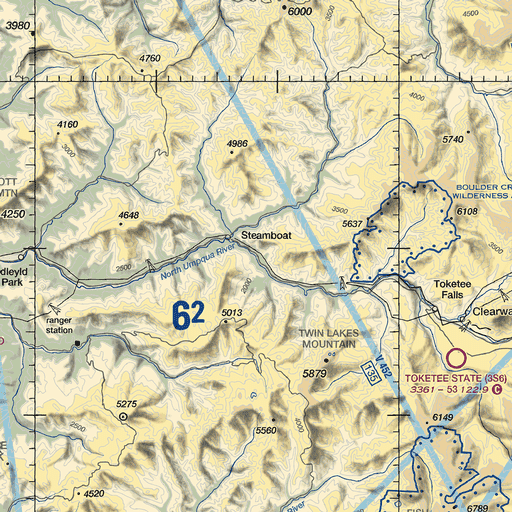 6000
3980
4760
4000
4160
3000
5740
4986
OTT
MTN
BOULDER CR
WILDERNESS A
4250
4648
3500
5637
6108
Steamboat
North Umpqua River
2500
dleyld
Park
2000
Toketee
Falls
ranger
station
6²
5013
Clearwa
TWIN LAKES
MOUNTAIN
V 452
135
5879
TOKETEE STATE (3S6)
3361 - 53 122.9 C
5275
6149
2500
5560
4520
River
FISH
6789